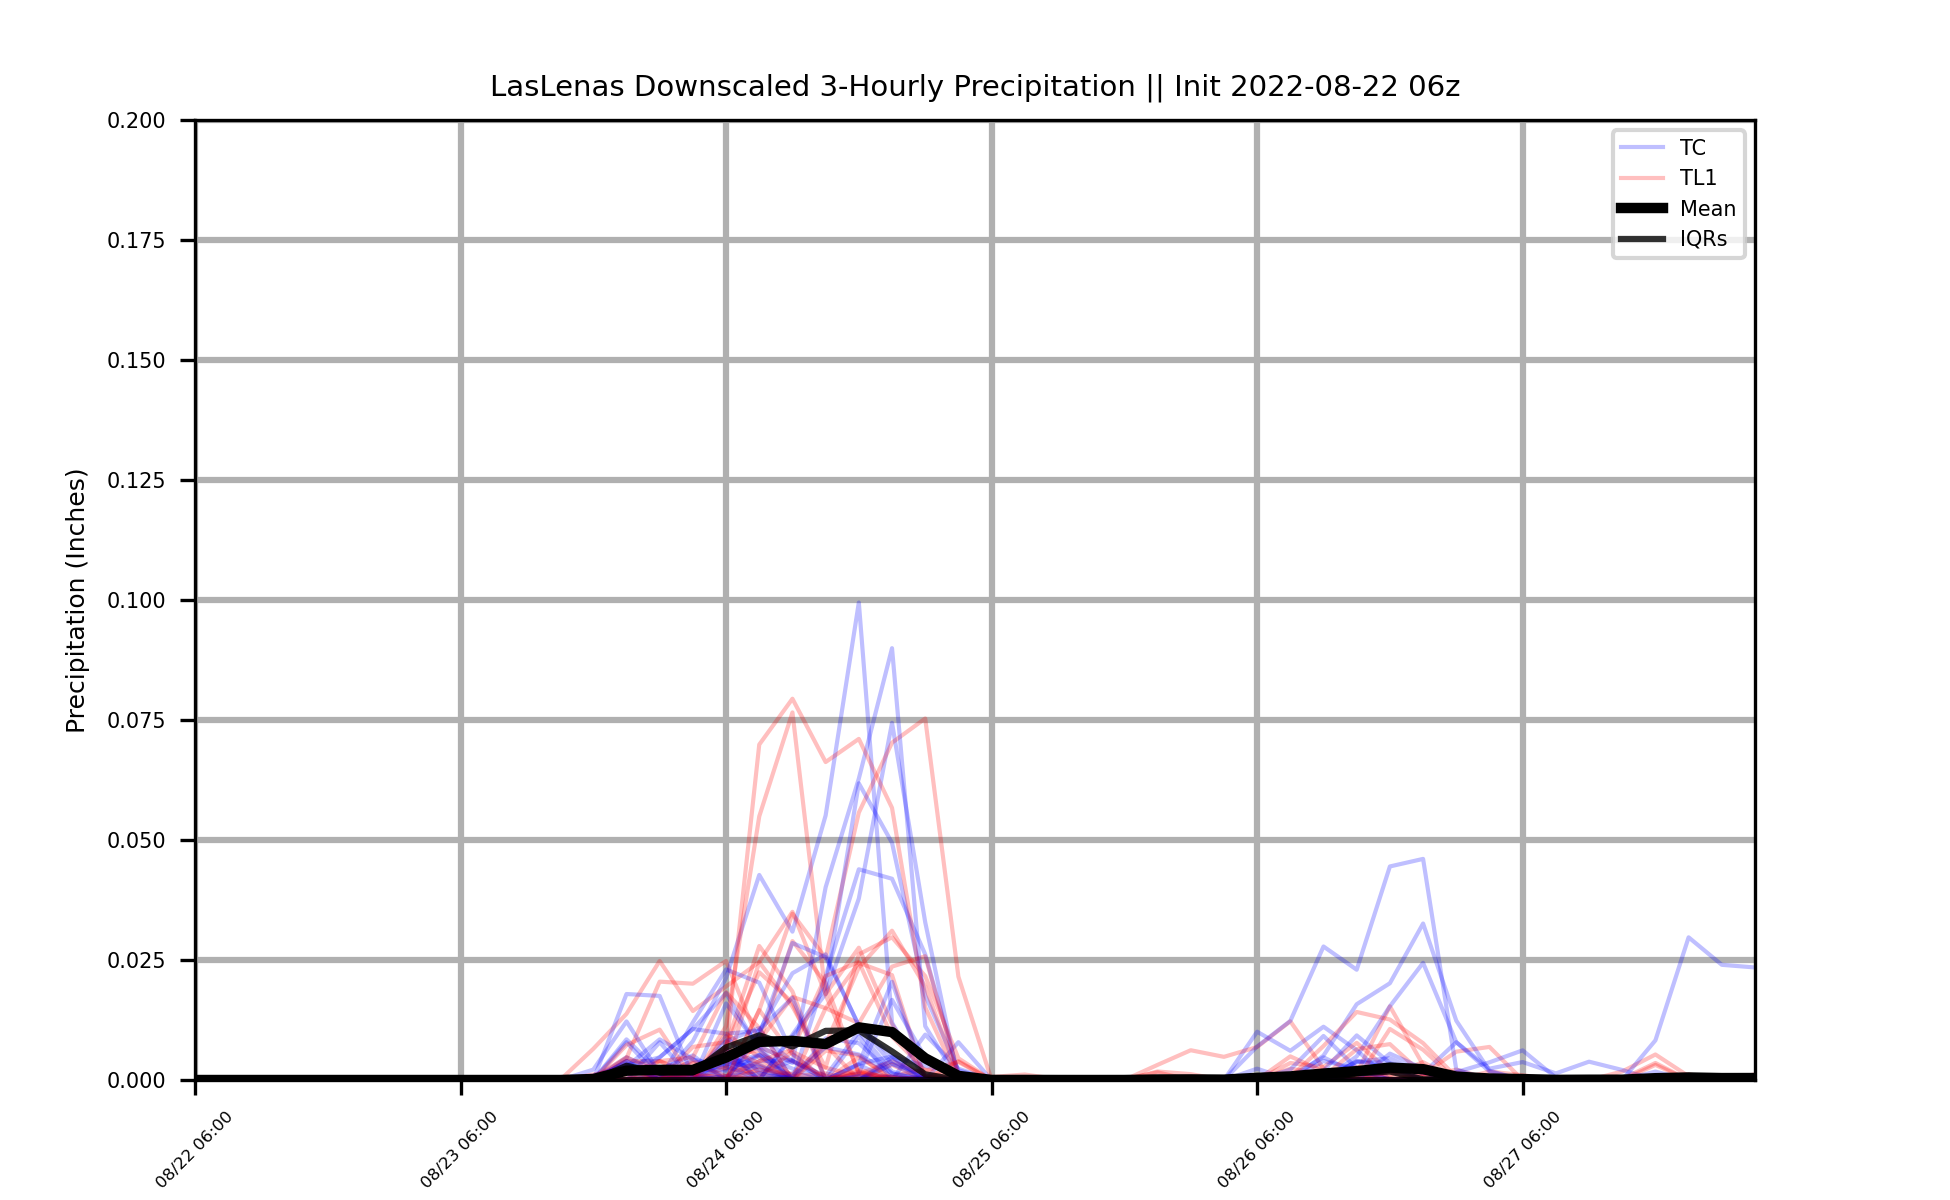 LasLenas Downscaled 3-Hourly Precipitation || Init 2022-08-22 06z
TC
TL1
Mean
IQRs
Precipitation (Inches)
0.200
0.175
0.150
0.125
0.100
0.075
0.050
0.025
0.000
08/22 06:00
08/23 06:00
08/24 06:00
08/25 06:00
08/26 06:00
08/27 06:00